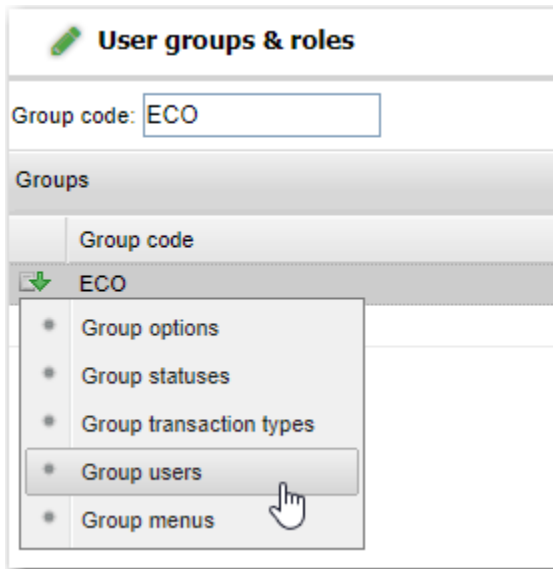 User groups & roles
Group code: ECO
Groups
Group code
ECO
Group options
Group statuses
Group transaction types
Group users
Group menus